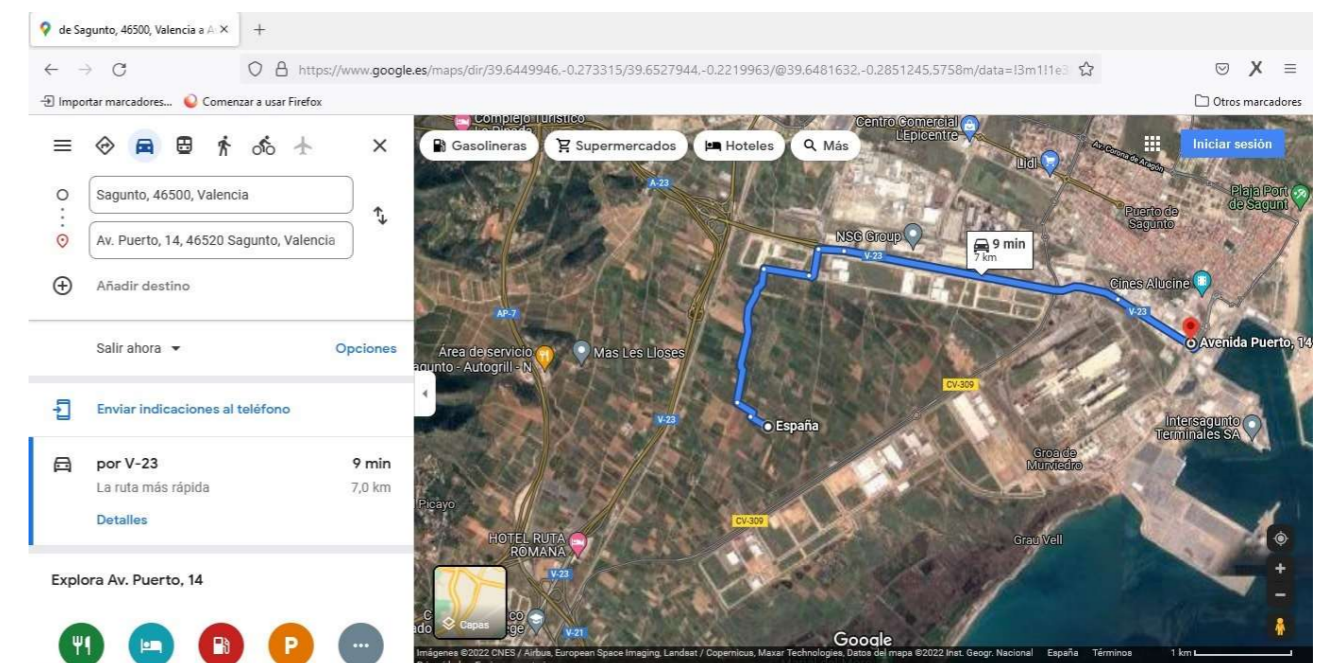 de Sagunto, 46500, Valencia a A
https://www.google.es/maps/dir/39.6449946,-0.273315/39.6527944,-0.2219963/@39.6481632,-0.2851245,5758m/data=!3m1!1e3
Importar marcadores...
Comenzar a usar Firefox
Otros marcadores
Sagunto, 46500, Valencia
Av. Puerto, 14, 46520 Sagunto, Valencia
Añadir destino
Salir ahora
Opciones
Enviar indicaciones al teléfono
por V-23
9 min
La ruta más rápida
7,0 km
Detalles
Explora Av. Puerto, 14
P
Complejo Turístico
Gasolineras
Supermercados
Hoteles
Más
Iniciar sesión
Centro Comercial
L'Epicentre
Lidl
Av. Corona de Aragón
A-23
Plaja Port
de Sagunt
Puerto de
Sagunto
NSG Group
V-23
9 min
7 km
Cines Alucine
V-23
AP-7
Avenida Puerto, 14
Área de servicio
agunto - Autogrill - N
Mas Les Lloses
CV-309
V-23
España
Intersagunto
Terminales SA
Grao de
Murviedro
Picayo
CV-309
HOTEL RUTA
ROMANA
Grau Vell
V-23
Capas
V-21
Google
Imágenes ©2022 CNES / Airbus, European Space Imaging, Landsat / Copernicus, Maxar Technologies, Datos del mapa ©2022 Inst. Geogr. Nacional
España
Términos
1 km